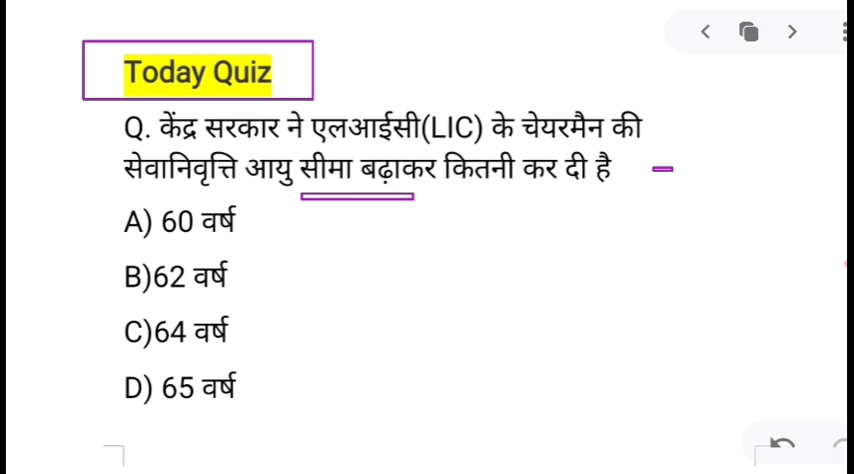 Today Quiz
Q. केंद्र सरकार ने एलआईसी(LIC) के चेयरमैन की
सेवानिवृत्ति आयु सीमा बढ़ाकर कितनी कर दी है
A) 60 वर्ष
B)62 वर्ष
C)64 वर्ष
D) 65 वर्ष